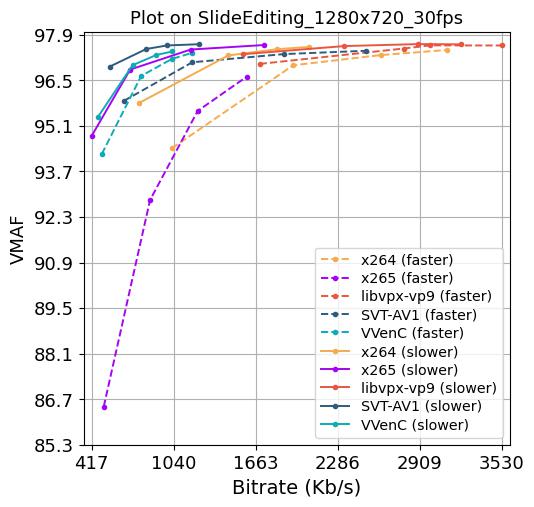 Plot on SlideEditing_1280x720_30fps
97.9
96.5
95.1
93.7
92.3
90.9
89.5
88.1
86.7
85.3
VMAF
x264 (faster)
x265 (faster)
libvpx-vp9 (faster)
SVT-AV1 (faster)
VVenC (faster)
x264 (slower)
x265 (slower)
libvpx-vp9 (slower)
SVT-AV1 (slower)
VVenC (slower)
417 1040 1663 2286 2909 3530
Bitrate (Kb/s)